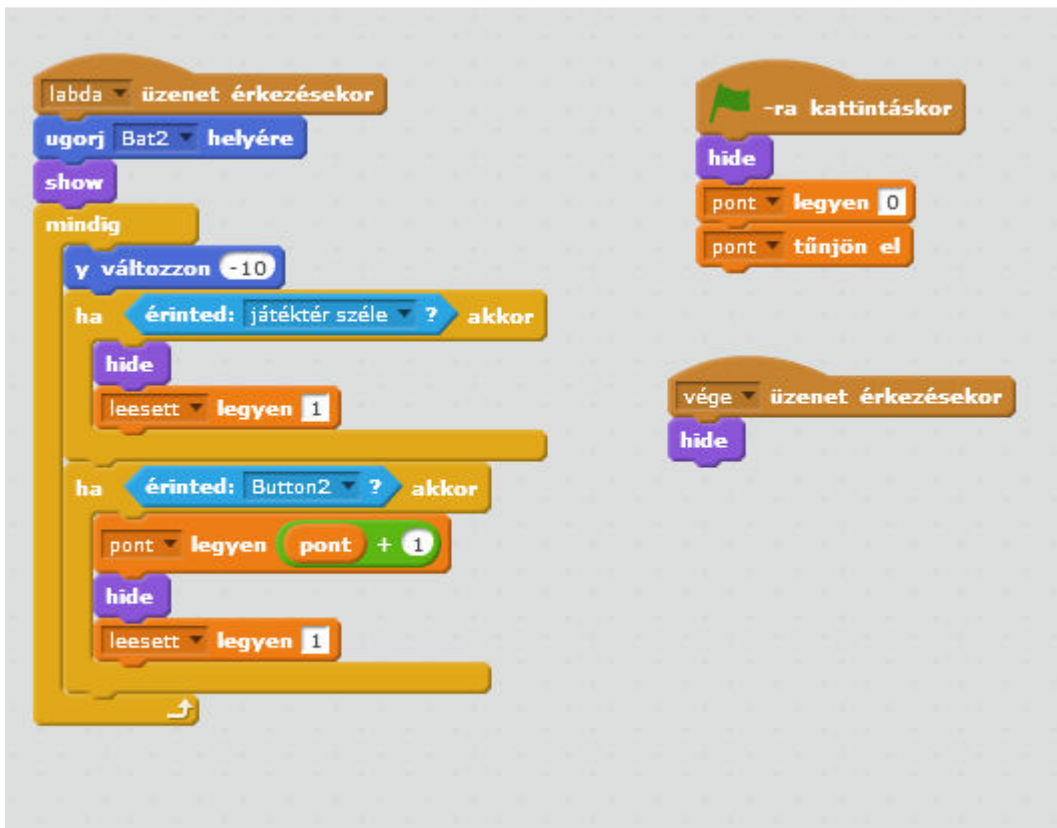 labda üzenet érkezésekor
ugorj Bat2 helyére
show
mindig
y változzon -10
ha érinted: játéktér széle ? akkor
hide
leesett legyen 1
ha érinted: Button2 ? akkor
pont legyen pont + 1
hide
leesett legyen 1
-ra kattintáskor
hide
pont legyen 0
pont tűnjön el
vége üzenet érkezésekor
hide